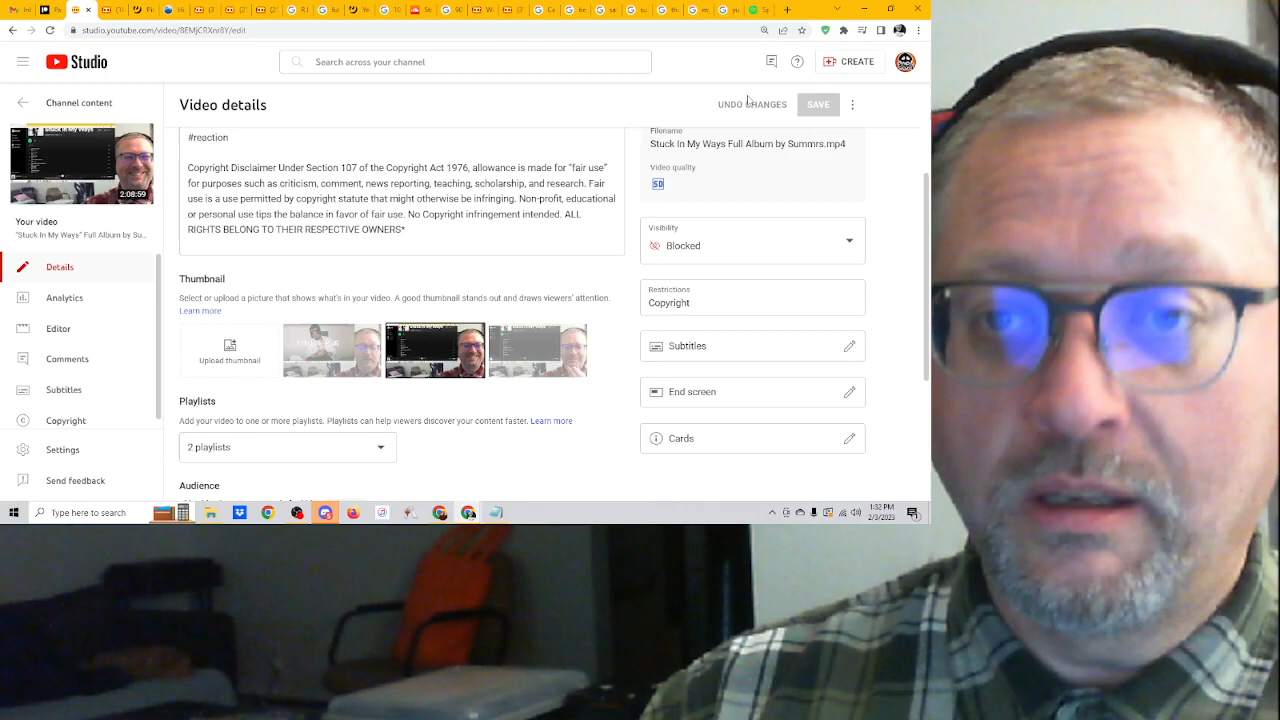 studio.youtube.com/video/8EMjCRXnr8Y/edit
Studio
Search across your channel
CREATE
Channel content
Video details
UNDO CHANGES
SAVE
Stuck In My Ways
2:08:59
Your video
"Stuck In My Ways" Full Album by Su...
Details
Analytics
Editor
Comments
Subtitles
Copyright
Settings
Send feedback
#reaction
Copyright Disclaimer Under Section 107 of the Copyright Act 1976, allowance is made for "fair use"
for purposes such as criticism, comment, news reporting, teaching, scholarship, and research. Fair
use is a use permitted by copyright statute that might otherwise be infringing. Non-profit, educational
or personal use tips the balance in favor of fair use. No Copyright infringement intended. ALL
RIGHTS BELONG TO THEIR RESPECTIVE OWNERS*
Thumbnail
Select or upload a picture that shows what's in your video. A good thumbnail stands out and draws viewers' attention.
Learn more
Upload thumbnail
Playlists
Add your video to one or more playlists. Playlists can help viewers discover your content faster. Learn more
2 playlists
Audience
Filename
Stuck In My Ways Full Album by Summrs.mp4
Video quality
SD
Visibility
Blocked
Restrictions
Copyright
Subtitles
End screen
Cards
Type here to search
1:32 PM
2/3/2023